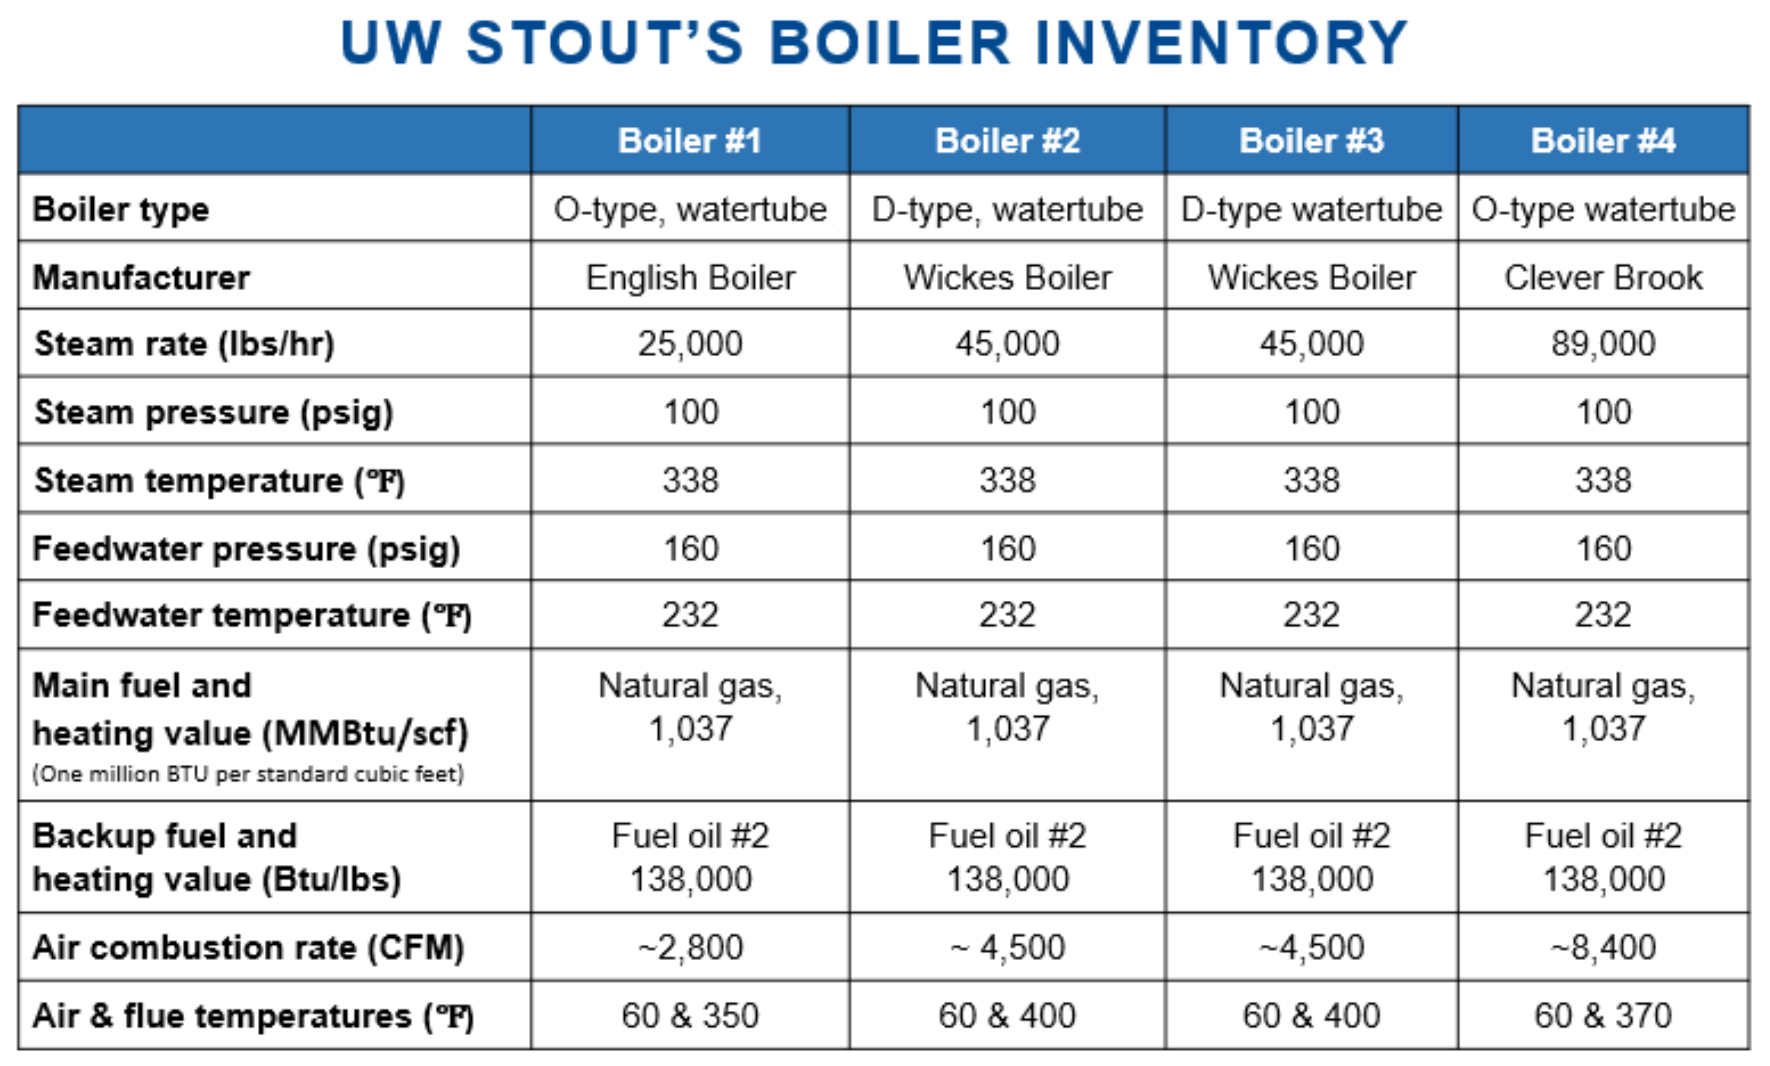 UW STOUT’S BOILER INVENTORY
Boiler #1 Boiler #2 Boiler #3 Boiler #4
Boiler type O-type, watertube D-type, watertube D-type watertube O-type watertube
Manufacturer English Boiler Wickes Boiler Wickes Boiler Clever Brook
Steam rate (lbs/hr) 25,000 45,000 45,000 89,000
Steam pressure (psig) 100 100 100 100
Steam temperature (℉) 338 338 338 338
Feedwater pressure (psig) 160 160 160 160
Feedwater temperature (℉) 232 232 232 232
Main fuel and Natural gas, Natural gas, Natural gas, Natural gas,
heating value (MMBtu/scf) 1,037 1,037 1,037 1,037
(One million BTU per standard cubic feet)
Backup fuel and Fuel oil #2 Fuel oil #2 Fuel oil #2 Fuel oil #2
heating value (Btu/lbs) 138,000 138,000 138,000 138,000
Air combustion rate (CFM) ~2,800 ~ 4,500 ~4,500 ~8,400
Air & flue temperatures (℉) 60 & 350 60 & 400 60 & 400 60 & 370